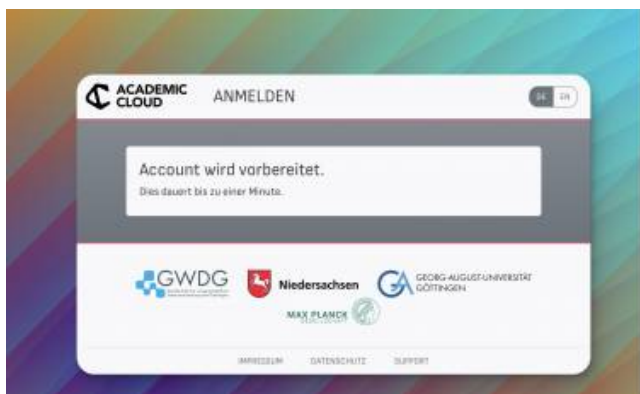 ACADEMIC
CLOUD
ANMELDEN
DE EN
Account wird vorbereitet.
Dies dauert bis zu einer Minute.
GWDG
Niedersachsen
GEORG-AUGUST-UNIVERSITÄT
GÖTTINGEN
MAX PLANCK
GESELLSCHAFT
IMPRESSUM DATENSCHUTZ SUPPORT